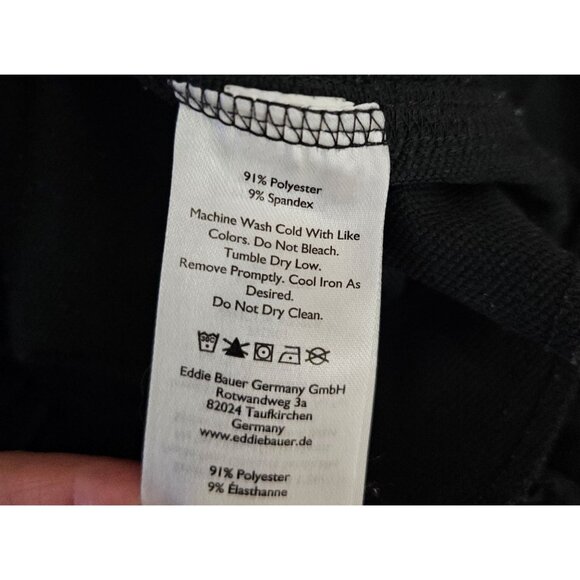 91% Polyester
9% Spandex
Machine Wash Cold With Like
Colors. Do Not Bleach.
Tumble Dry Low.
Remove Promptly. Cool Iron As
Desired.
Do Not Dry Clean.
Eddie Bauer Germany GmbH
Rotwandweg 3a
82024 Taufkirchen
Germany
www.eddiebauer.de
91% Polyester
9% Élasthanne